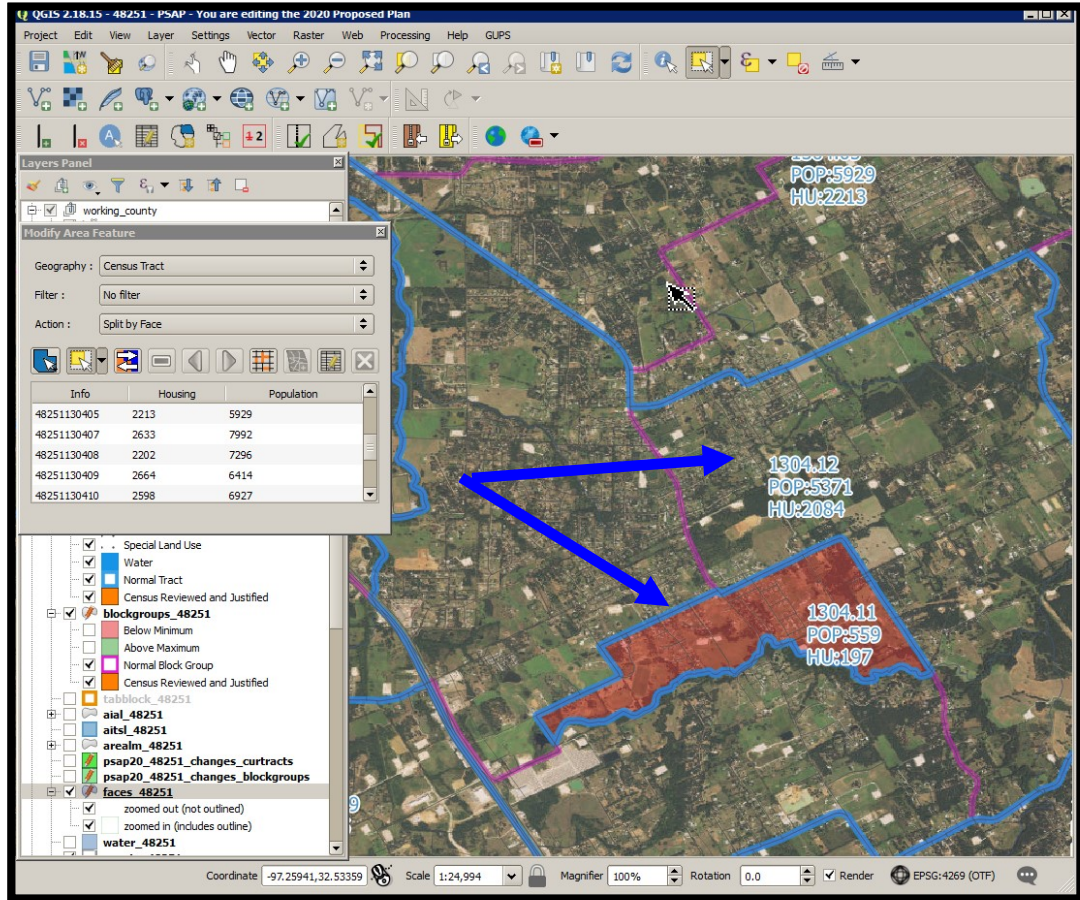 QGIS 2.18.15 - 48251 - PSAP - You are editing the 2020 Proposed Plan
Project Edit View Layer Settings Vector Raster Web Processing Help GUPS
Layers Panel
working_county
Modify Area Feature
Geography : Census Tract
Filter : No filter
Action : Split by Face
Info Housing Population
48251130405 2213 5929
48251130407 2633 7992
48251130408 2202 7296
48251130409 2664 6414
48251130410 2598 6927
Special Land Use
Water
Normal Tract
Census Reviewed and Justified
blockgroups_48251
Below Minimum
Above Maximum
Normal Block Group
Census Reviewed and Justified
tabblock_48251
aial_48251
aitsl_48251
arealm_48251
psap20_48251_changes_curtracts
psap20_48251_changes_blockgroups
faces_48251
zoomed out (not outlined)
zoomed in (includes outline)
water_48251
POP:5929
HU:2213
1304.12
POP:5371
HU:2084
1304.11
POP:559
HU:197
9
Coordinate -97.25941,32.53359 Scale 1:24,994 Magnifier 100% Rotation 0.0 Render EPSG:4269 (OTF)